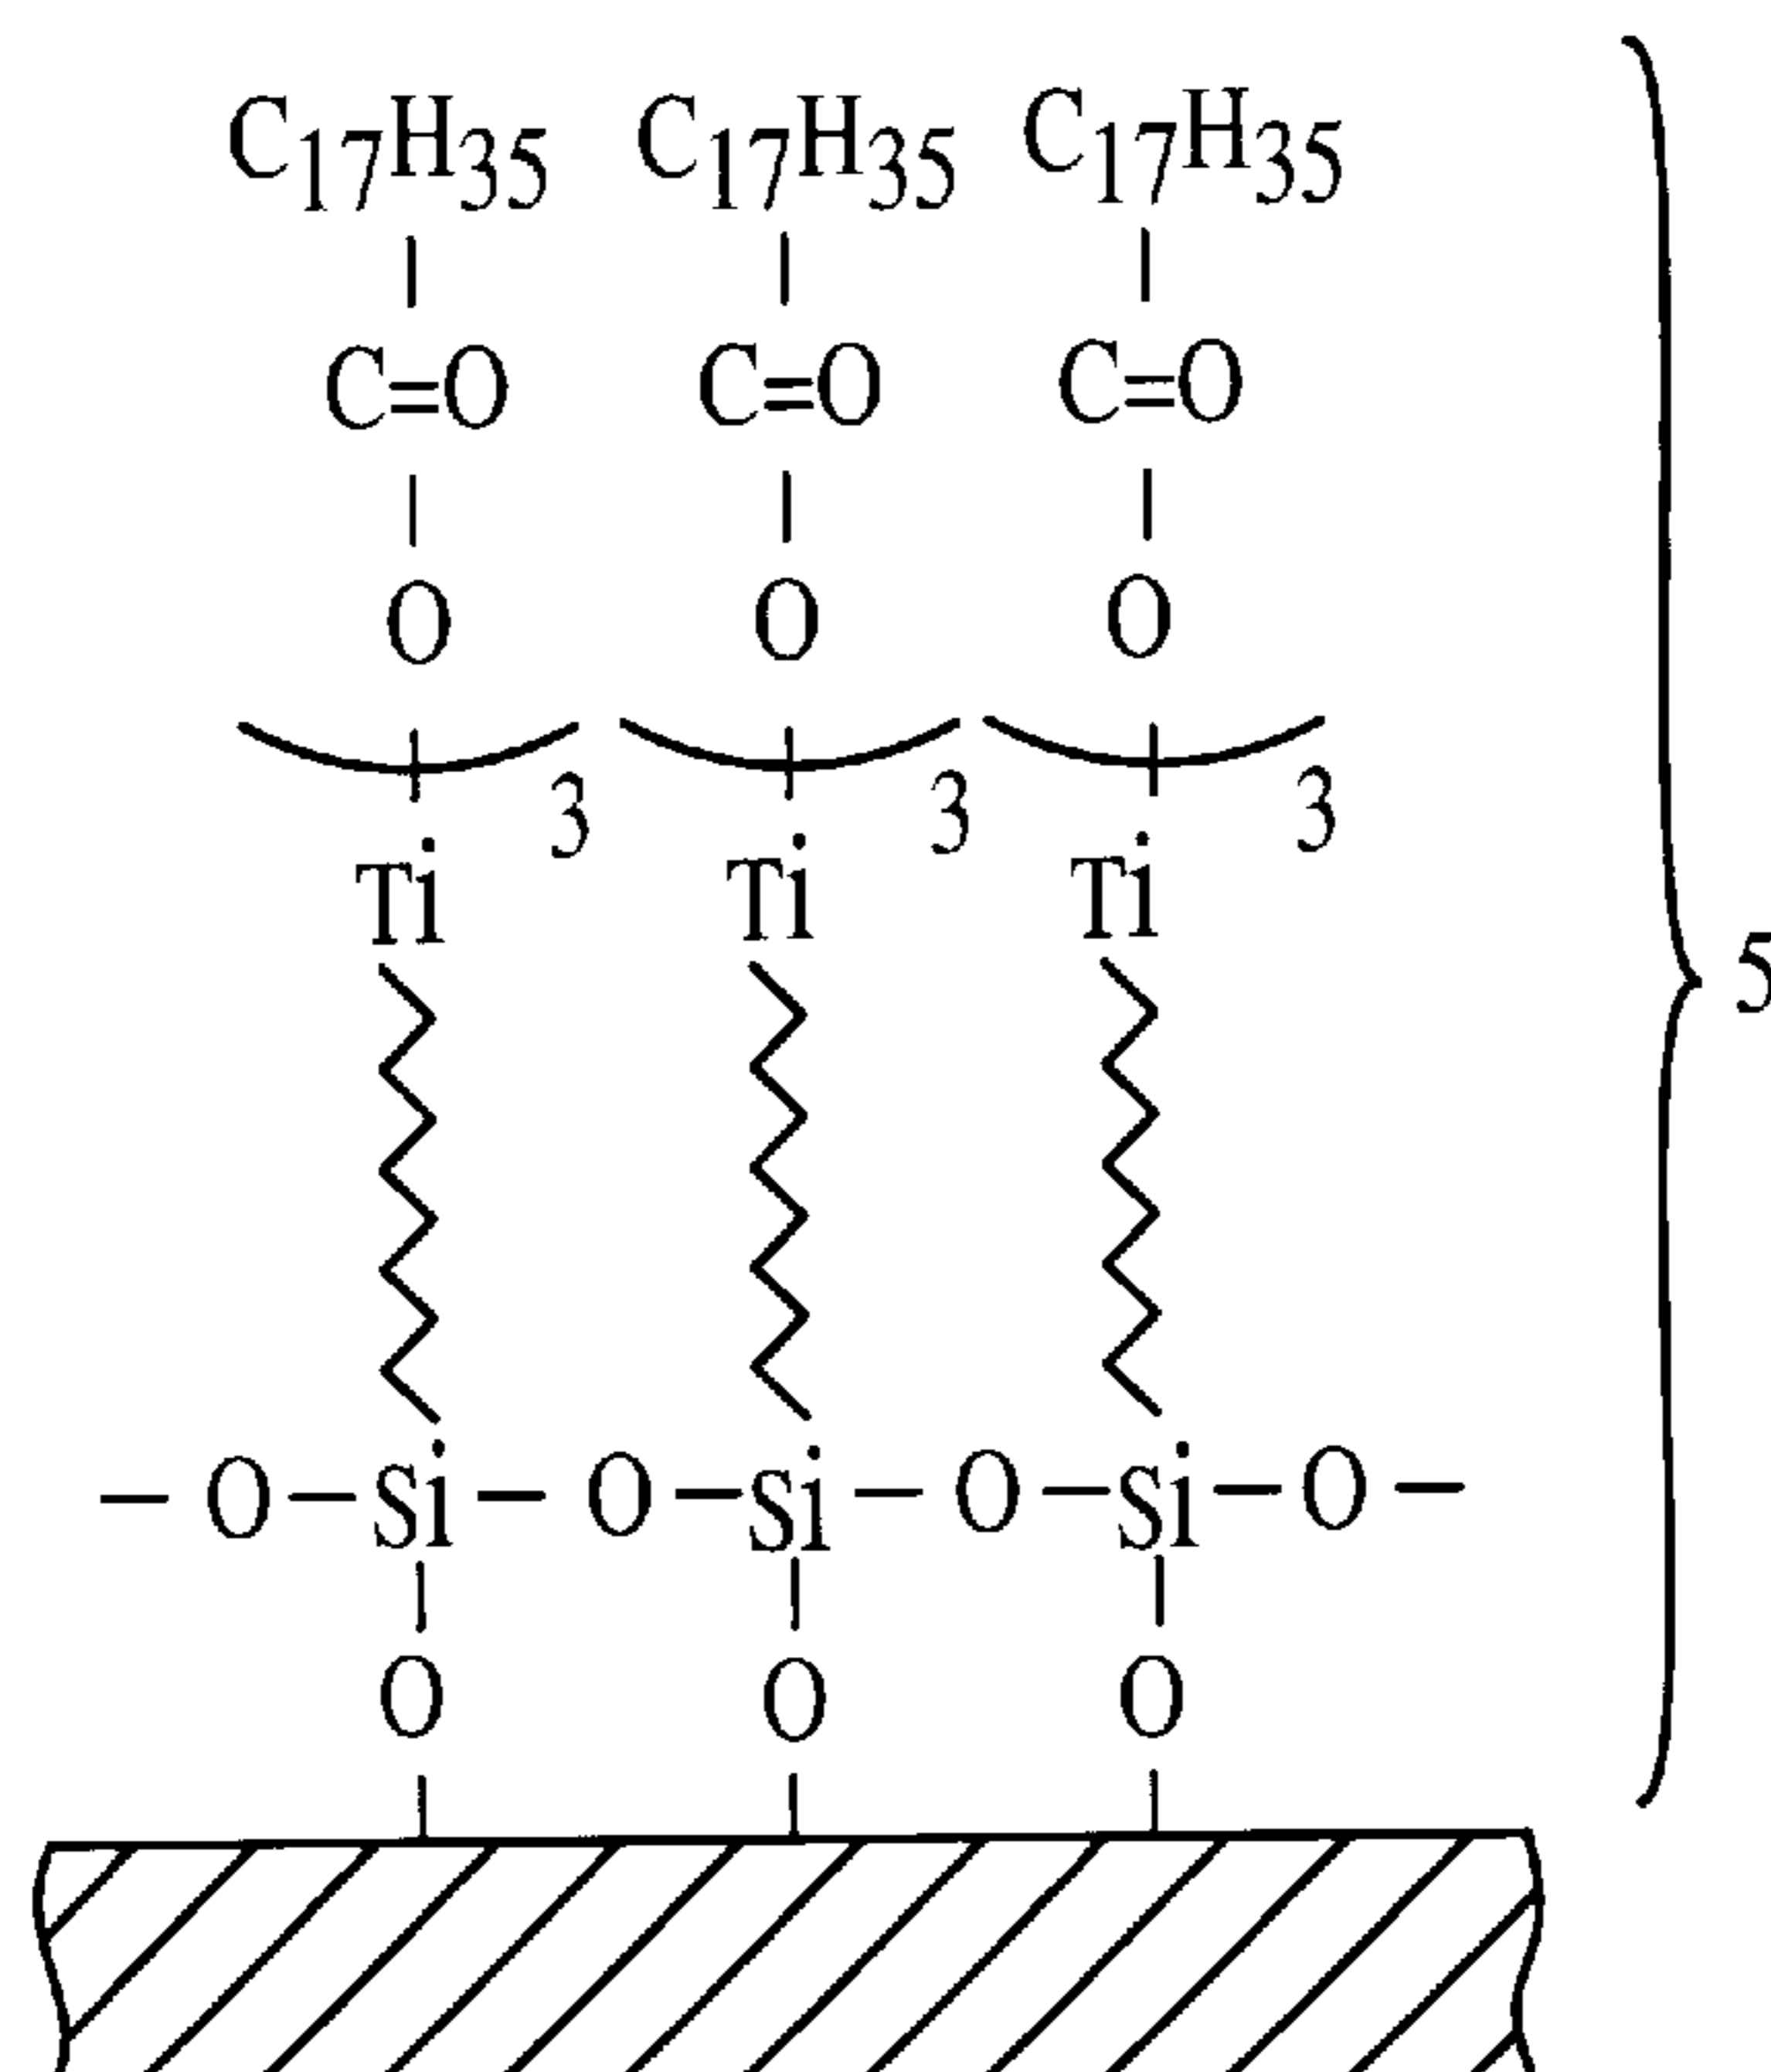 C17H35 C17H35 C17H35
C=O C=O C=O
O O O
3 3 3
Ti Ti Ti
5
— O — Si — O — Si — O — Si — O —
O O O